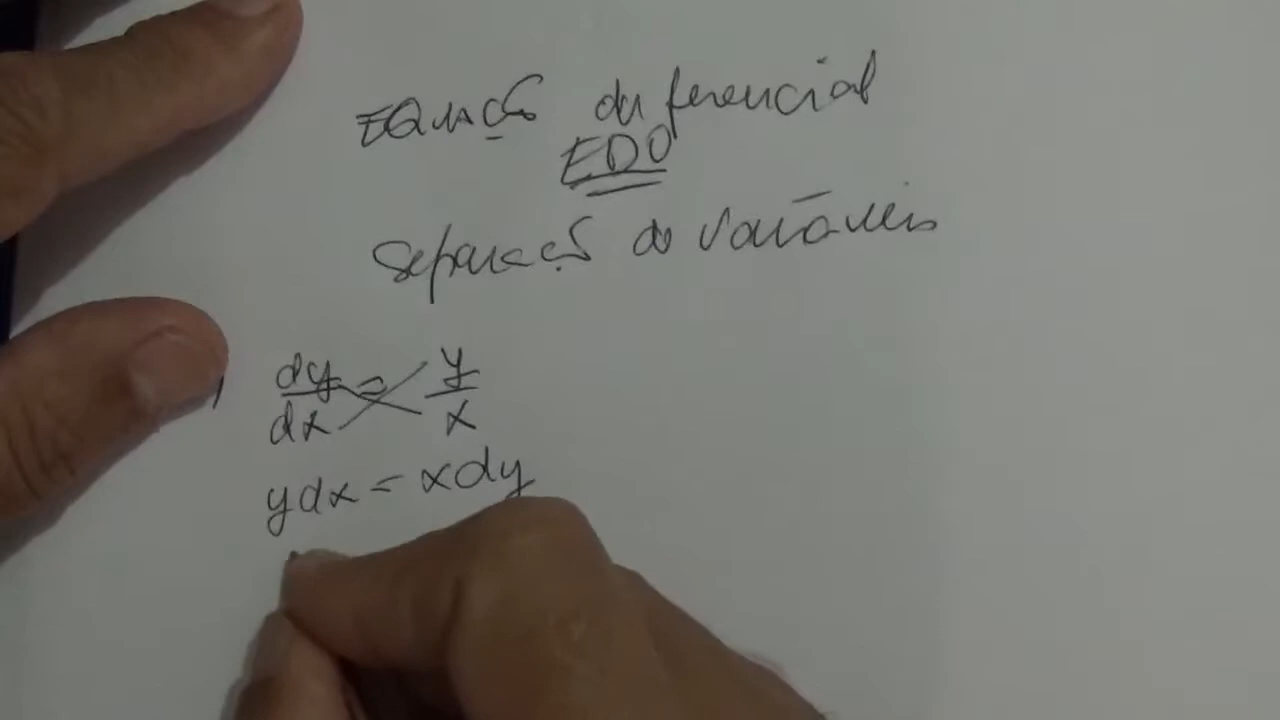 EQUAÇÃO diferencial
EDO
separação de variáveis
dy/dx = y/x
ydx = xdy